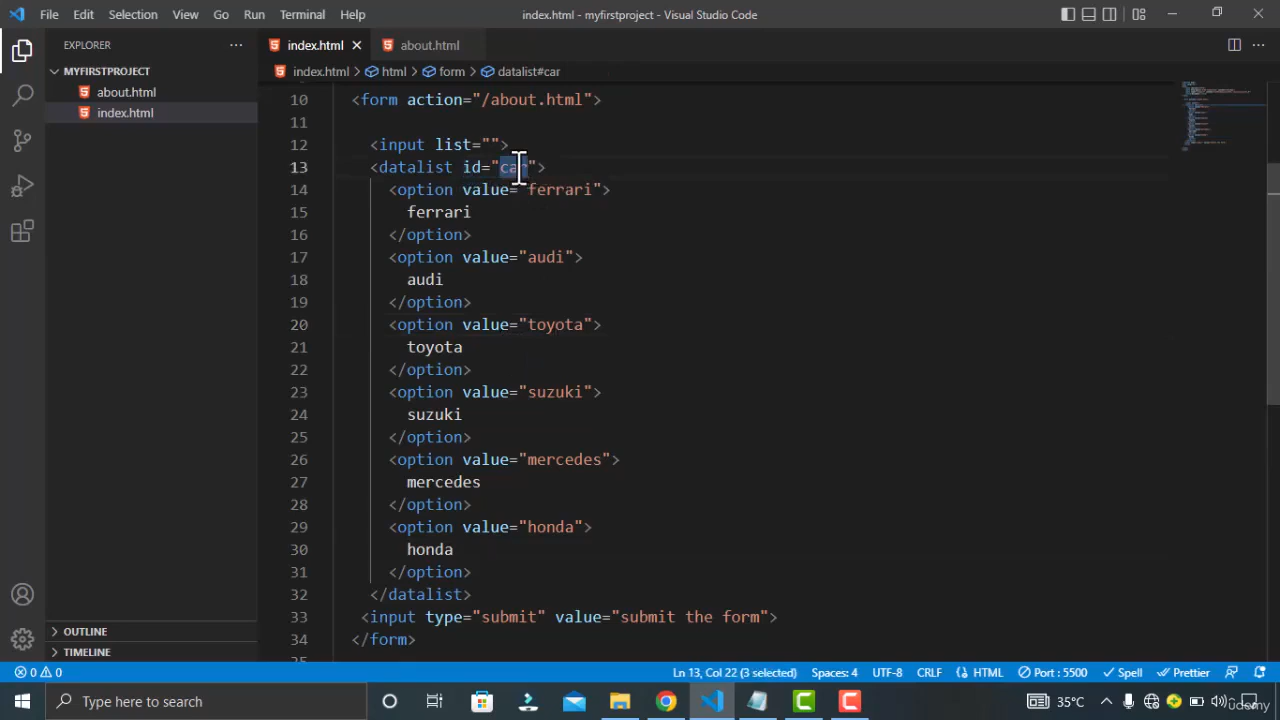 File Edit Selection View Go Run Terminal Help index.html - myfirstproject - Visual Studio Code
EXPLORER
index.html
about.html
MYFIRSTPROJECT
about.html
index.html
index.html > html > form > datalist#car
10 <form action="/about.html">
11
12 <input list="">
13 <datalist id="car">
14 <option value="ferrari">
15 ferrari
16 </option>
17 <option value="audi">
18 audi
19 </option>
20 <option value="toyota">
21 toyota
22 </option>
23 <option value="suzuki">
24 suzuki
25 </option>
26 <option value="mercedes">
27 mercedes
28 </option>
29 <option value="honda">
30 honda
31 </option>
32 </datalist>
33 <input type="submit" value="submit the form">
34 </form>
OUTLINE
TIMELINE
0 0 Ln 13, Col 22 (3 selected) Spaces: 4 UTF-8 CRLF HTML Port : 5500 Spell Prettier
Type here to search
35°C
Udemy